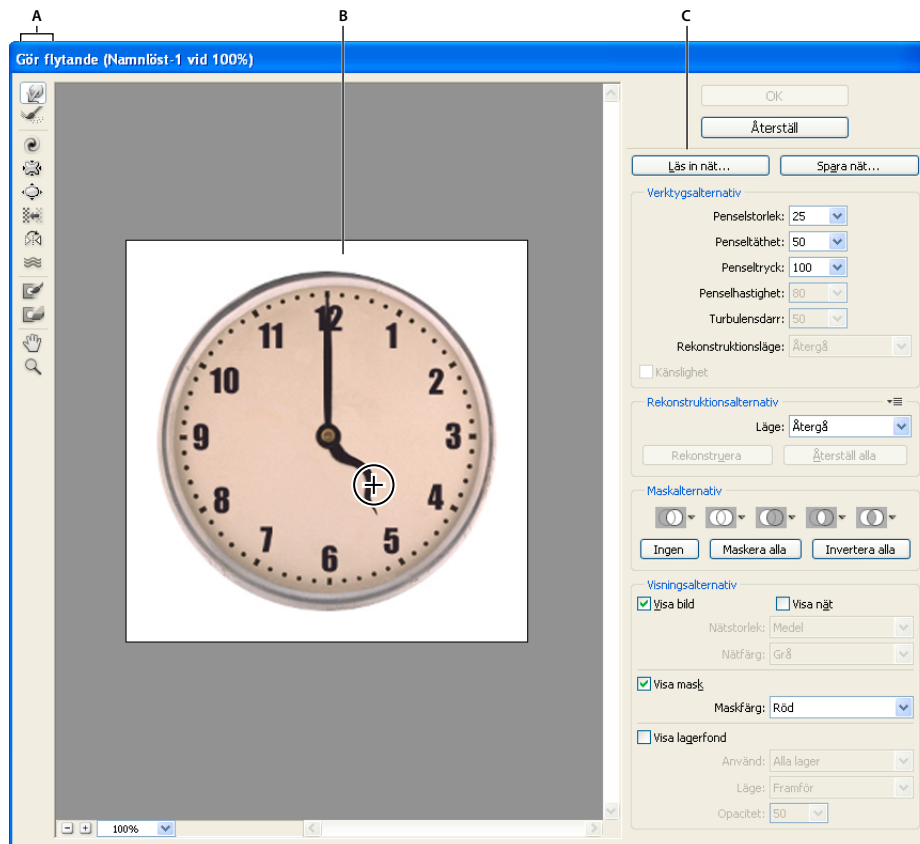 A B C
Gör flytande (Namnlöst-1 vid 100%)
OK
Återställ
Läs in nät... Spara nät...
Verktygsalternativ
Penselstorlek: 25
Penseltäthet: 50
Penseltryck: 100
Penselhastighet: 80
Turbulensdarr: 50
Rekonstruktionsläge: Återgå
Känslighet
Rekonstruktionsalternativ
Läge: Återgå
Rekonstruera Återställ alla
Maskalternativ
Ingen Maskera alla Invertera alla
Visningsalternativ
Visa bild Visa nät
Nätstorlek: Medel
Nätfärg: Grå
Visa mask
Maskfärg: Röd
Visa lagerfond
Använd: Alla lager
Läge: Framför
Opacitet: 50
12
11 1
10 2
9 3
8 4
7 5
6
100%